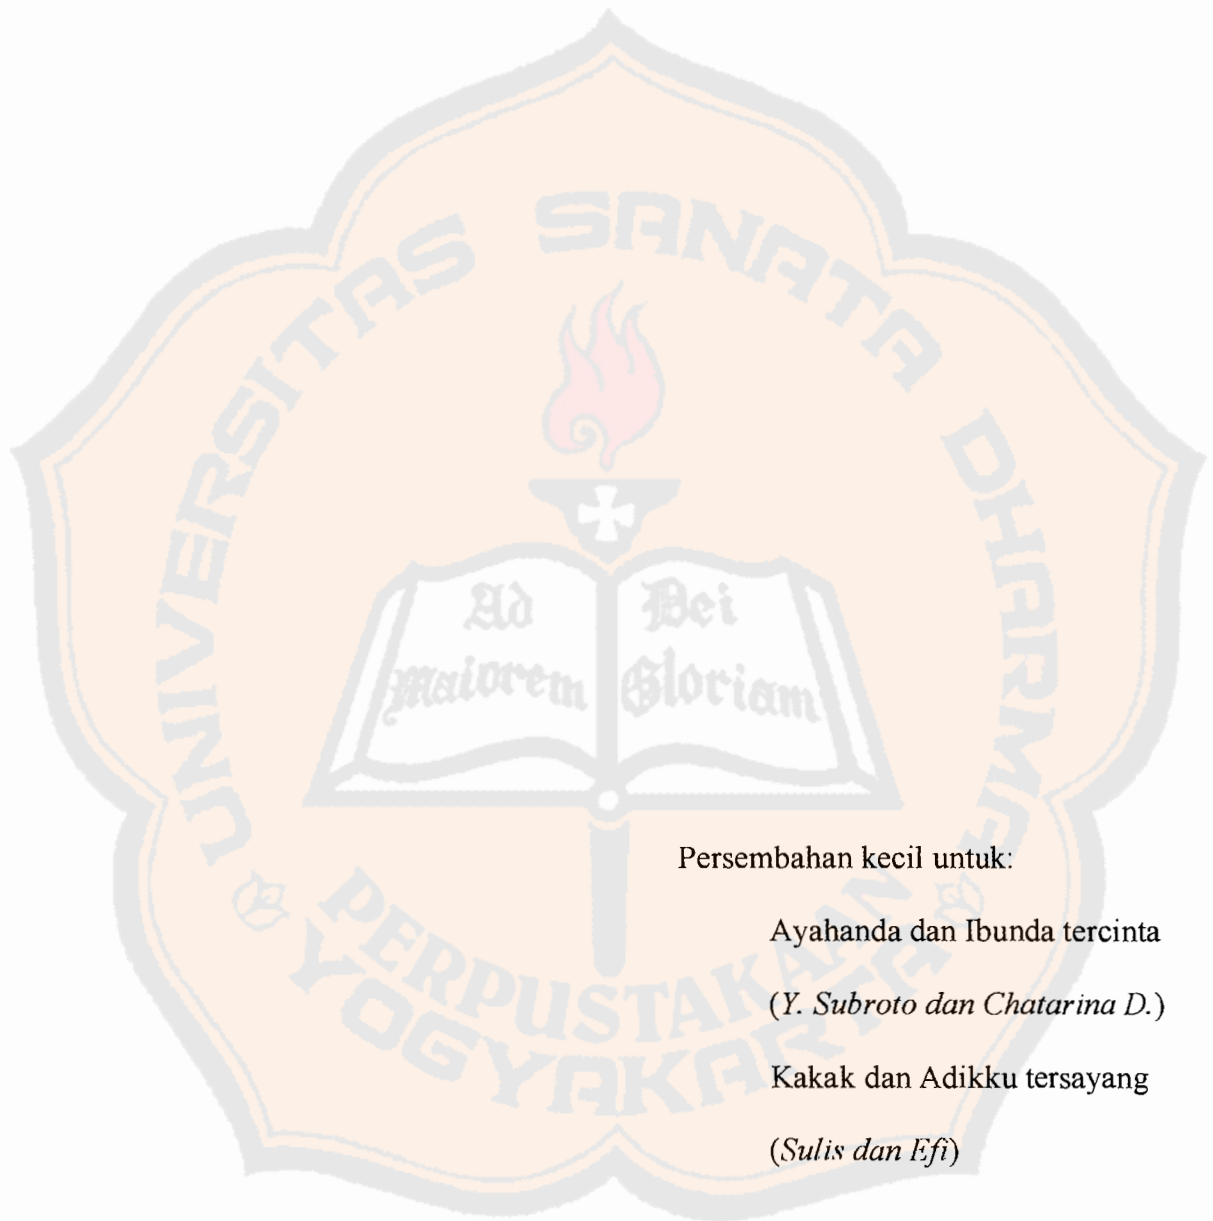 UNIVERSITAS SANATA DHARMA
Ad Dei
Maiorem Gloriam
PERPUSTAKAAN
YOGYAKARTA
Persembahan kecil untuk:
Ayahanda dan Ibunda tercinta
(Y. Subroto dan Chatarina D.)
Kakak dan Adikku tersayang
(Sulis dan Efi)